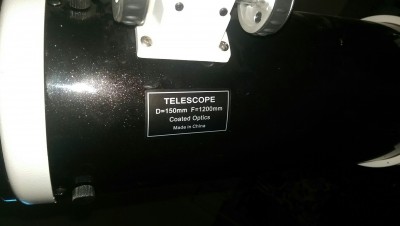 TELESCOPE
D=150mm F=1200mm
Coated Optics
Made in China